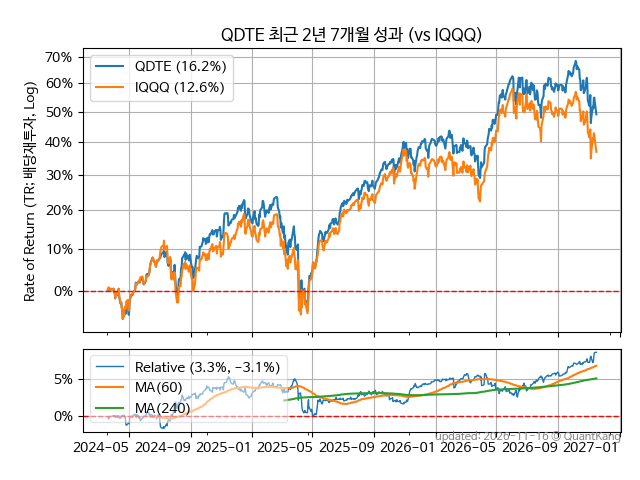 QDTE 최근 2년 7개월 성과 (vs IQQQ)
Rate of Return (TR: 배당재투자, Log)
70%
60%
50%
40%
30%
20%
10%
0%
QDTE (16.2%)
IQQQ (12.6%)
5%
0%
Relative (3.3%, −3.1%)
MA(60)
MA(240)
2024−05 2024−09 2025−01 2025−05 2025−09 2026−01 2026−05 2026−09 2027−01
updated: 2026−11−16 © QuantKang